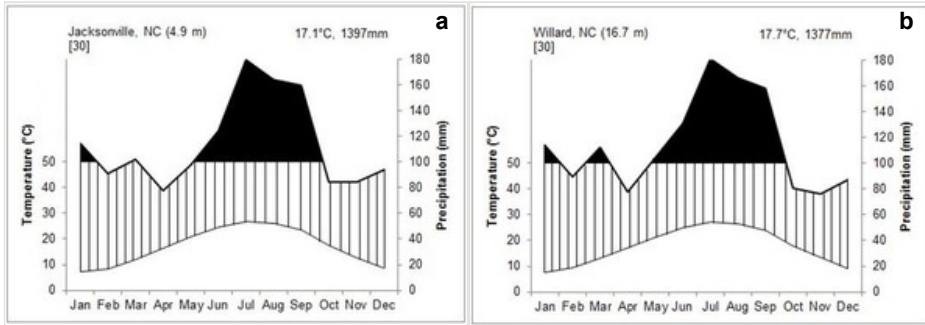 a
Jacksonville, NC (4.9 m) 17.1°C, 1397mm
[30]
180
160
140
120
50 100
40 80
30 60
20 40
10 20
0 0
Temperature (°C)
Precipitation (mm)
Jan Feb Mar Apr May Jun Jul Aug Sep Oct Nov Dec
b
Willard, NC (16.7 m) 17.7°C, 1377mm
[30]
180
160
140
120
50 100
40 80
30 60
20 40
10 20
0 0
Temperature (°C)
Precipitation (mm)
Jan Feb Mar Apr May Jun Jul Aug Sep Oct Nov Dec